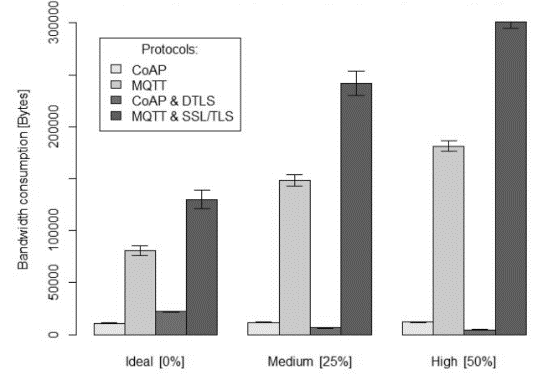 Bandwidth consumption [Bytes]
300000
200000
100000
50000
0
Protocols:
CoAP
MQTT
CoAP & DTLS
MQTT & SSL/TLS
Ideal [0%]
Medium [25%]
High [50%]